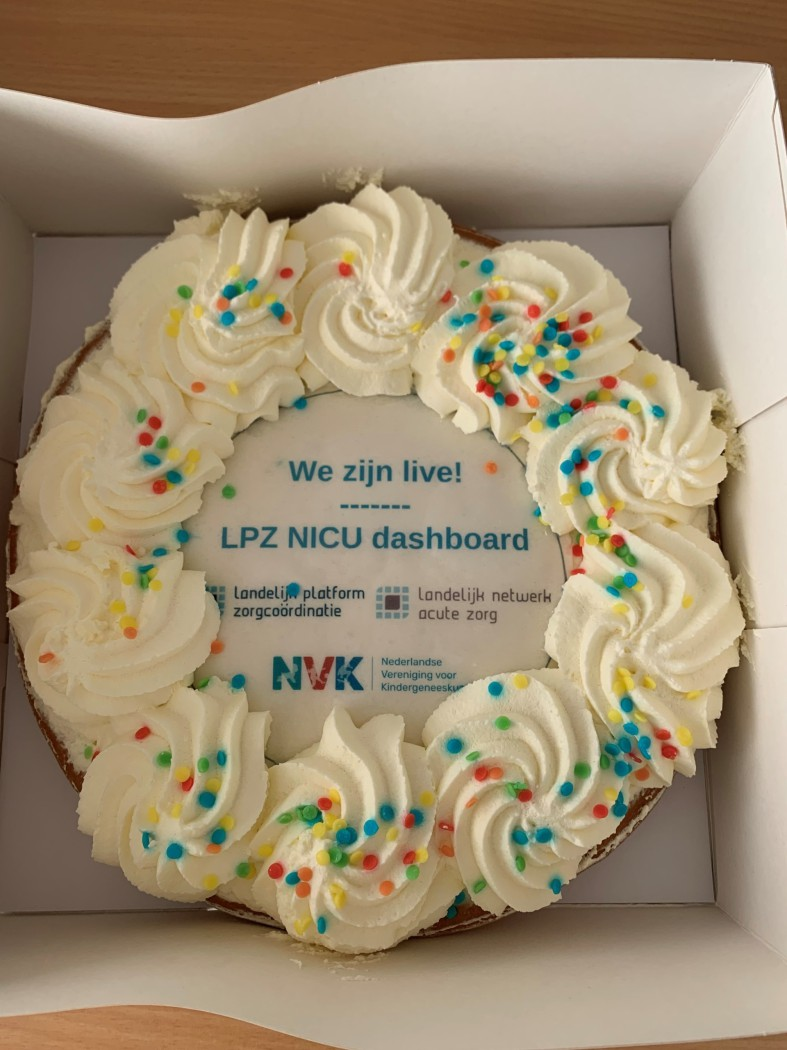 We zijn live!
-------
LPZ NICU dashboard
landelijk platform
zorgcoördinatie
landelijk netwerk
acute zorg
NVK
Nederlandse
Vereniging voor